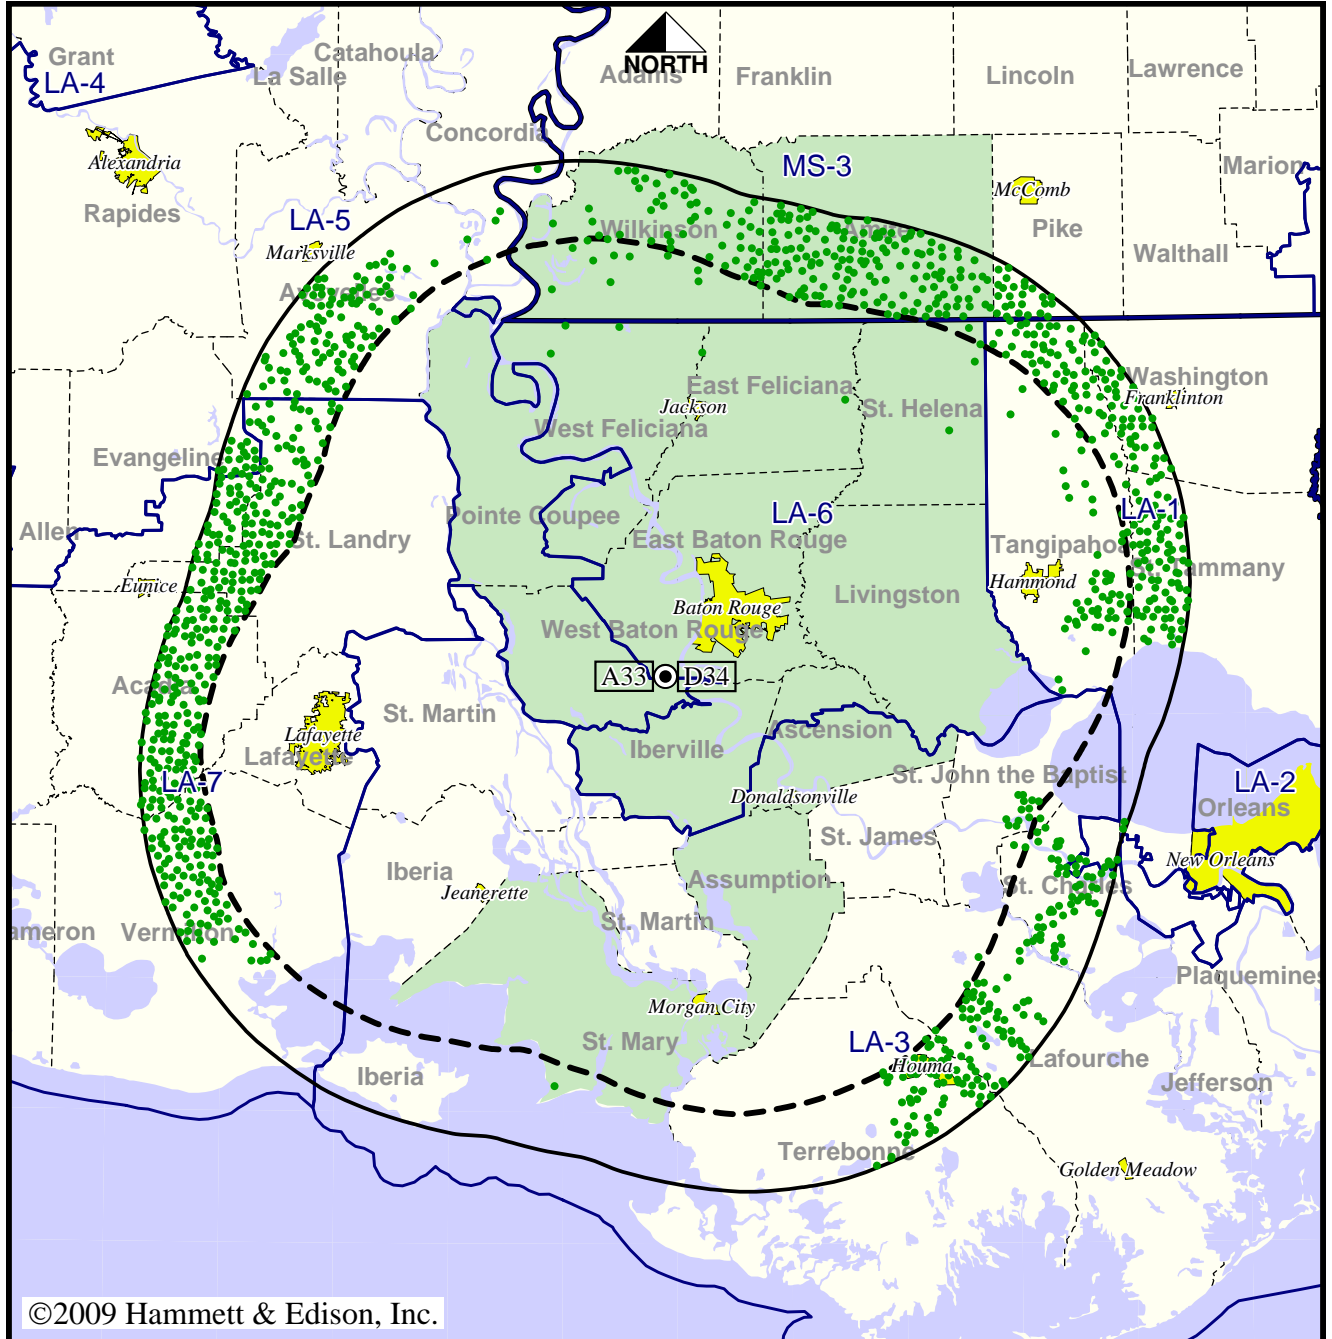 Grant
Catahoula
La Salle
LA-4
NORTH
Adams
Franklin
Lincoln
Lawrence
Concordia
Alexandria
MS-3
Marion
McComb
Rapides
LA-5
Wilkinson
Amite
Pike
Marksville
Walthall
Avoyelles
East Feliciana
Washington
Jackson
St. Helena
Franklinton
West Feliciana
Evangeline
Pointe Coupee
LA-6
LA-1
Allen
St. Landry
East Baton Rouge
Tangipahoa
St. Tammany
Eunice
Hammond
Livingston
Baton Rouge
West Baton Rouge
A33
D34
Acadia
St. Martin
Lafayette
Lafayette
Iberville
Ascension
LA-7
St. John the Baptist
LA-2
Donaldsonville
Orleans
St. James
New Orleans
Iberia
Assumption
St. Charles
Jeanerette
St. Martin
ameron
Vermilion
Plaquemines
Morgan City
St. Mary
LA-3
Houma
Lafourche
Iberia
Jefferson
Terrebonne
Golden Meadow
©2009 Hammett & Edison, Inc.